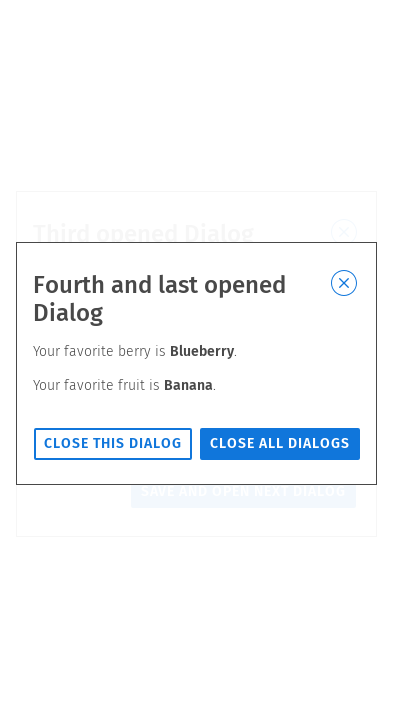 Third opened Dialog
Fourth and last opened
Dialog
Your favorite berry is Blueberry.
Your favorite fruit is Banana.
CLOSE THIS DIALOG
CLOSE ALL DIALOGS
SAVE AND OPEN NEXT DIALOG